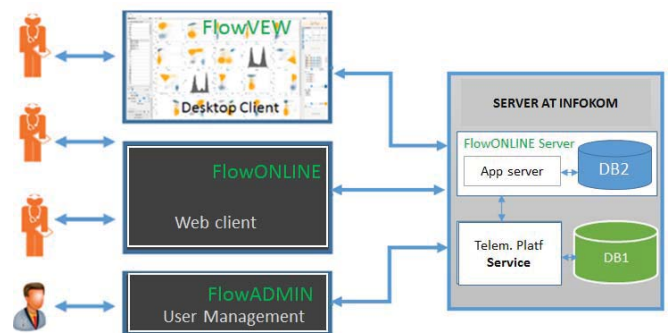 FlowVEW
Desktop Client
FlowONLINE
Web client
FlowADMIN
User Management
SERVER AT INFOKOM
FlowONLINE Server
App server
DB2
Telem. Platf
Service
DB1